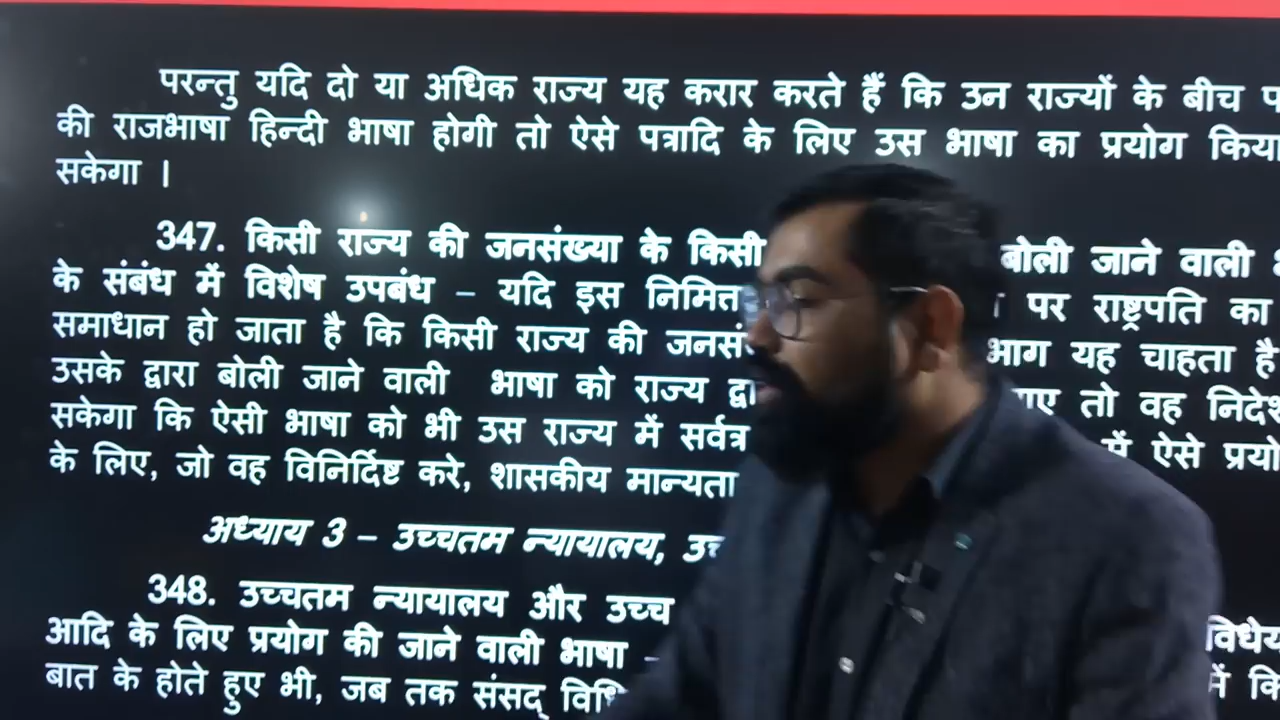 परन्तु यदि दो या अधिक राज्य यह करार करते हैं कि उन राज्यों के बीच
की राजभाषा हिन्दी भाषा होगी तो ऐसे पत्रादि के लिए उस भाषा का प्रयोग किया
सकेगा ।
347. किसी राज्य की जनसंख्या के किसी बोली जाने वाली
के संबंध में विशेष उपबंध – यदि इस निमित्त पर राष्ट्रपति का
समाधान हो जाता है कि किसी राज्य की भाग यह चाहता है
उसके द्वारा बोली जाने वाली भाषा को राज्य तो वह
सकेगा कि ऐसी भाषा को भी उस राज्य में सर्वत्र में ऐसे
के लिए, जो वह विनिर्दिष्ट करे, शासकीय मान्यता
अध्याय 3 – उच्चतम न्यायालय,
348. उच्चतम न्यायालय और उच्च
आदि के लिए प्रयोग की जाने वाली भाषा –
बात के होते हुए भी, जब तक संसद्